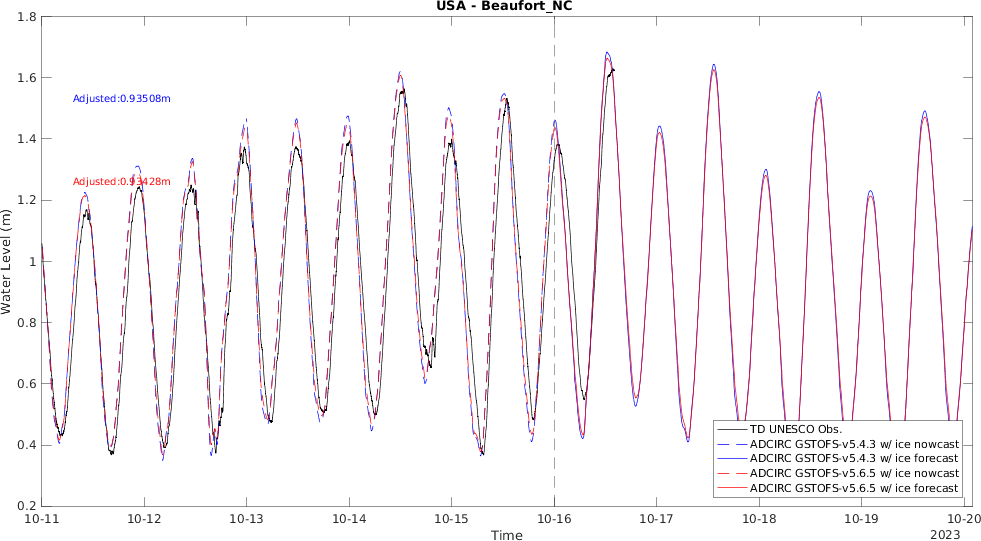 USA - Beaufort_NC
1.8
1.6
1.4
1.2
1
0.8
0.6
0.4
0.2
Water Level (m)
Adjusted:0.93508m
Adjusted:0.93428m
TD UNESCO Obs.
ADCIRC GSTOFS-v5.4.3 w/ ice nowcast
ADCIRC GSTOFS-v5.4.3 w/ ice forecast
ADCIRC GSTOFS-v5.6.5 w/ ice nowcast
ADCIRC GSTOFS-v5.6.5 w/ ice forecast
10-11 10-12 10-13 10-14 10-15 10-16 10-17 10-18 10-19 10-20
Time
2023